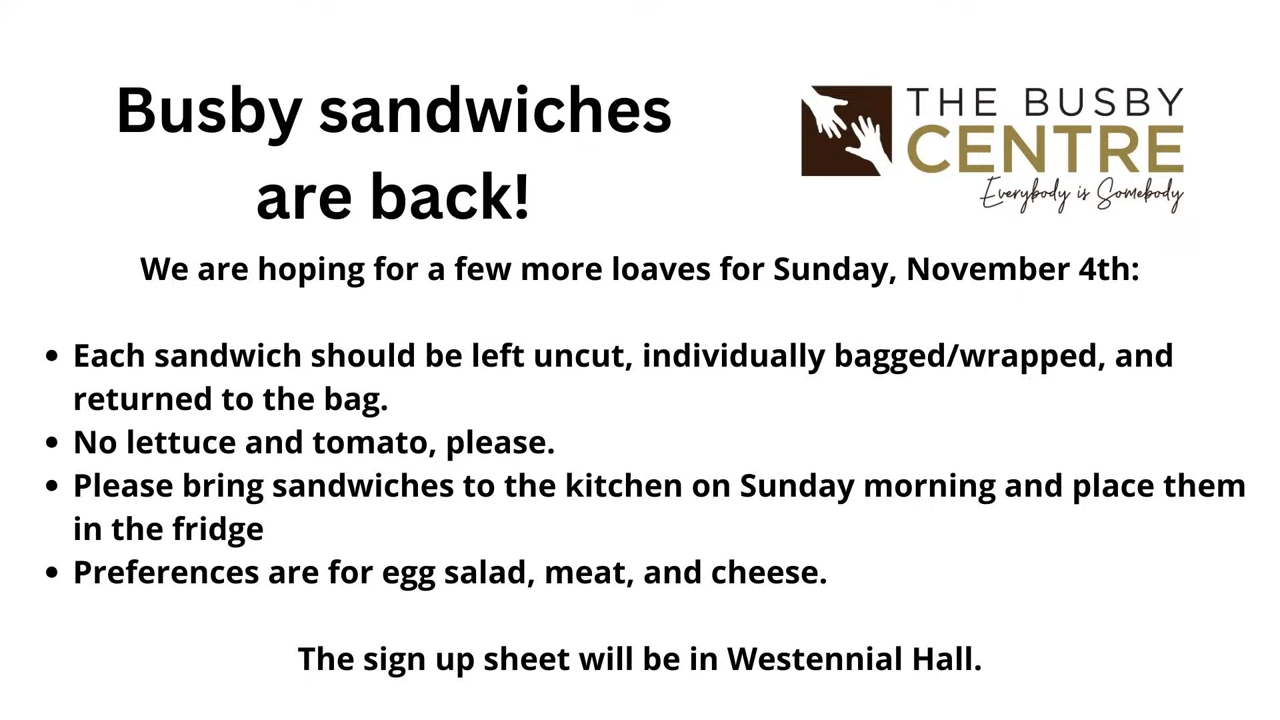 Busby sandwiches
are back!
THE BUSBY
CENTRE
Everybody is Somebody
We are hoping for a few more loaves for Sunday, November 4th:
• Each sandwich should be left uncut, individually bagged/wrapped, and
returned to the bag.
• No lettuce and tomato, please.
• Please bring sandwiches to the kitchen on Sunday morning and place them
in the fridge
• Preferences are for egg salad, meat, and cheese.
The sign up sheet will be in Westennial Hall.